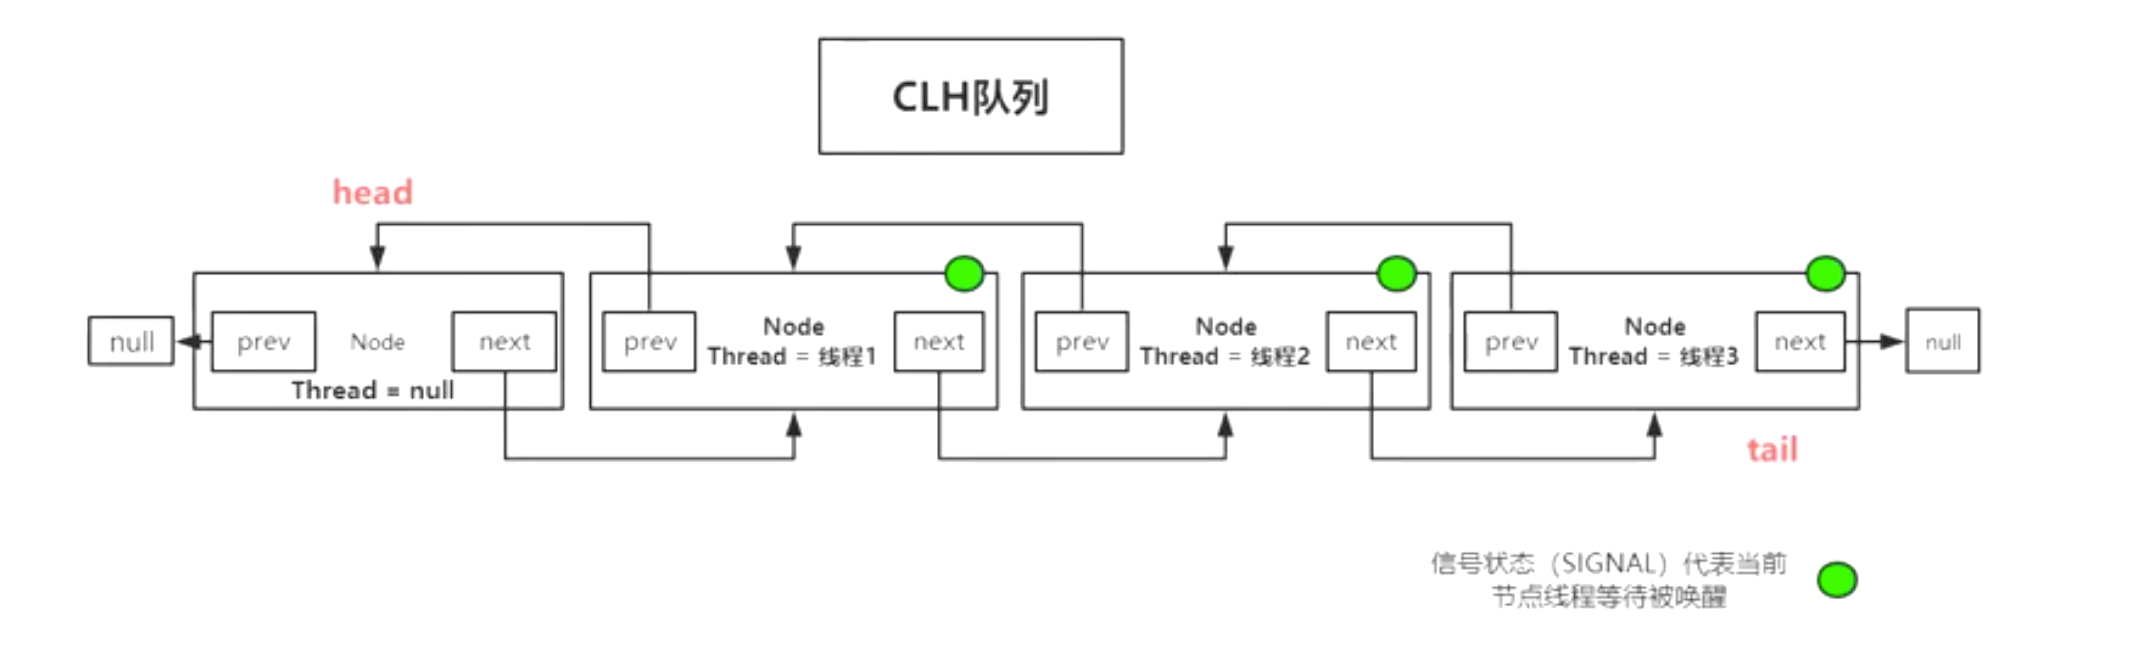 CLH队列
head
null
prev
Node
next
Thread = null
prev
Node
Thread = 线程1
next
prev
Node
Thread = 线程2
next
prev
Node
Thread = 线程3
next
null
tail
信号状态（SIGNAL）代表当前
节点线程等待被唤醒